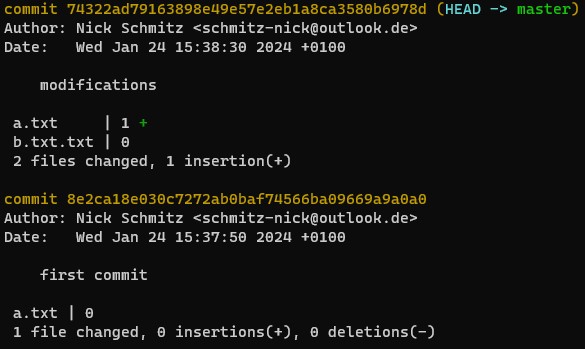 commit 74322ad79163898e49e57e2eb1a8ca3580b6978d (HEAD -> master)
Author: Nick Schmitz <schmitz-nick@outlook.de>
Date:   Wed Jan 24 15:38:30 2024 +0100
modifications
a.txt     | 1 +
b.txt.txt | 0
2 files changed, 1 insertion(+)
commit 8e2ca18e030c7272ab0baf74566ba09669a9a0a0
Author: Nick Schmitz <schmitz-nick@outlook.de>
Date:   Wed Jan 24 15:37:50 2024 +0100
first commit
a.txt | 0
1 file changed, 0 insertions(+), 0 deletions(-)